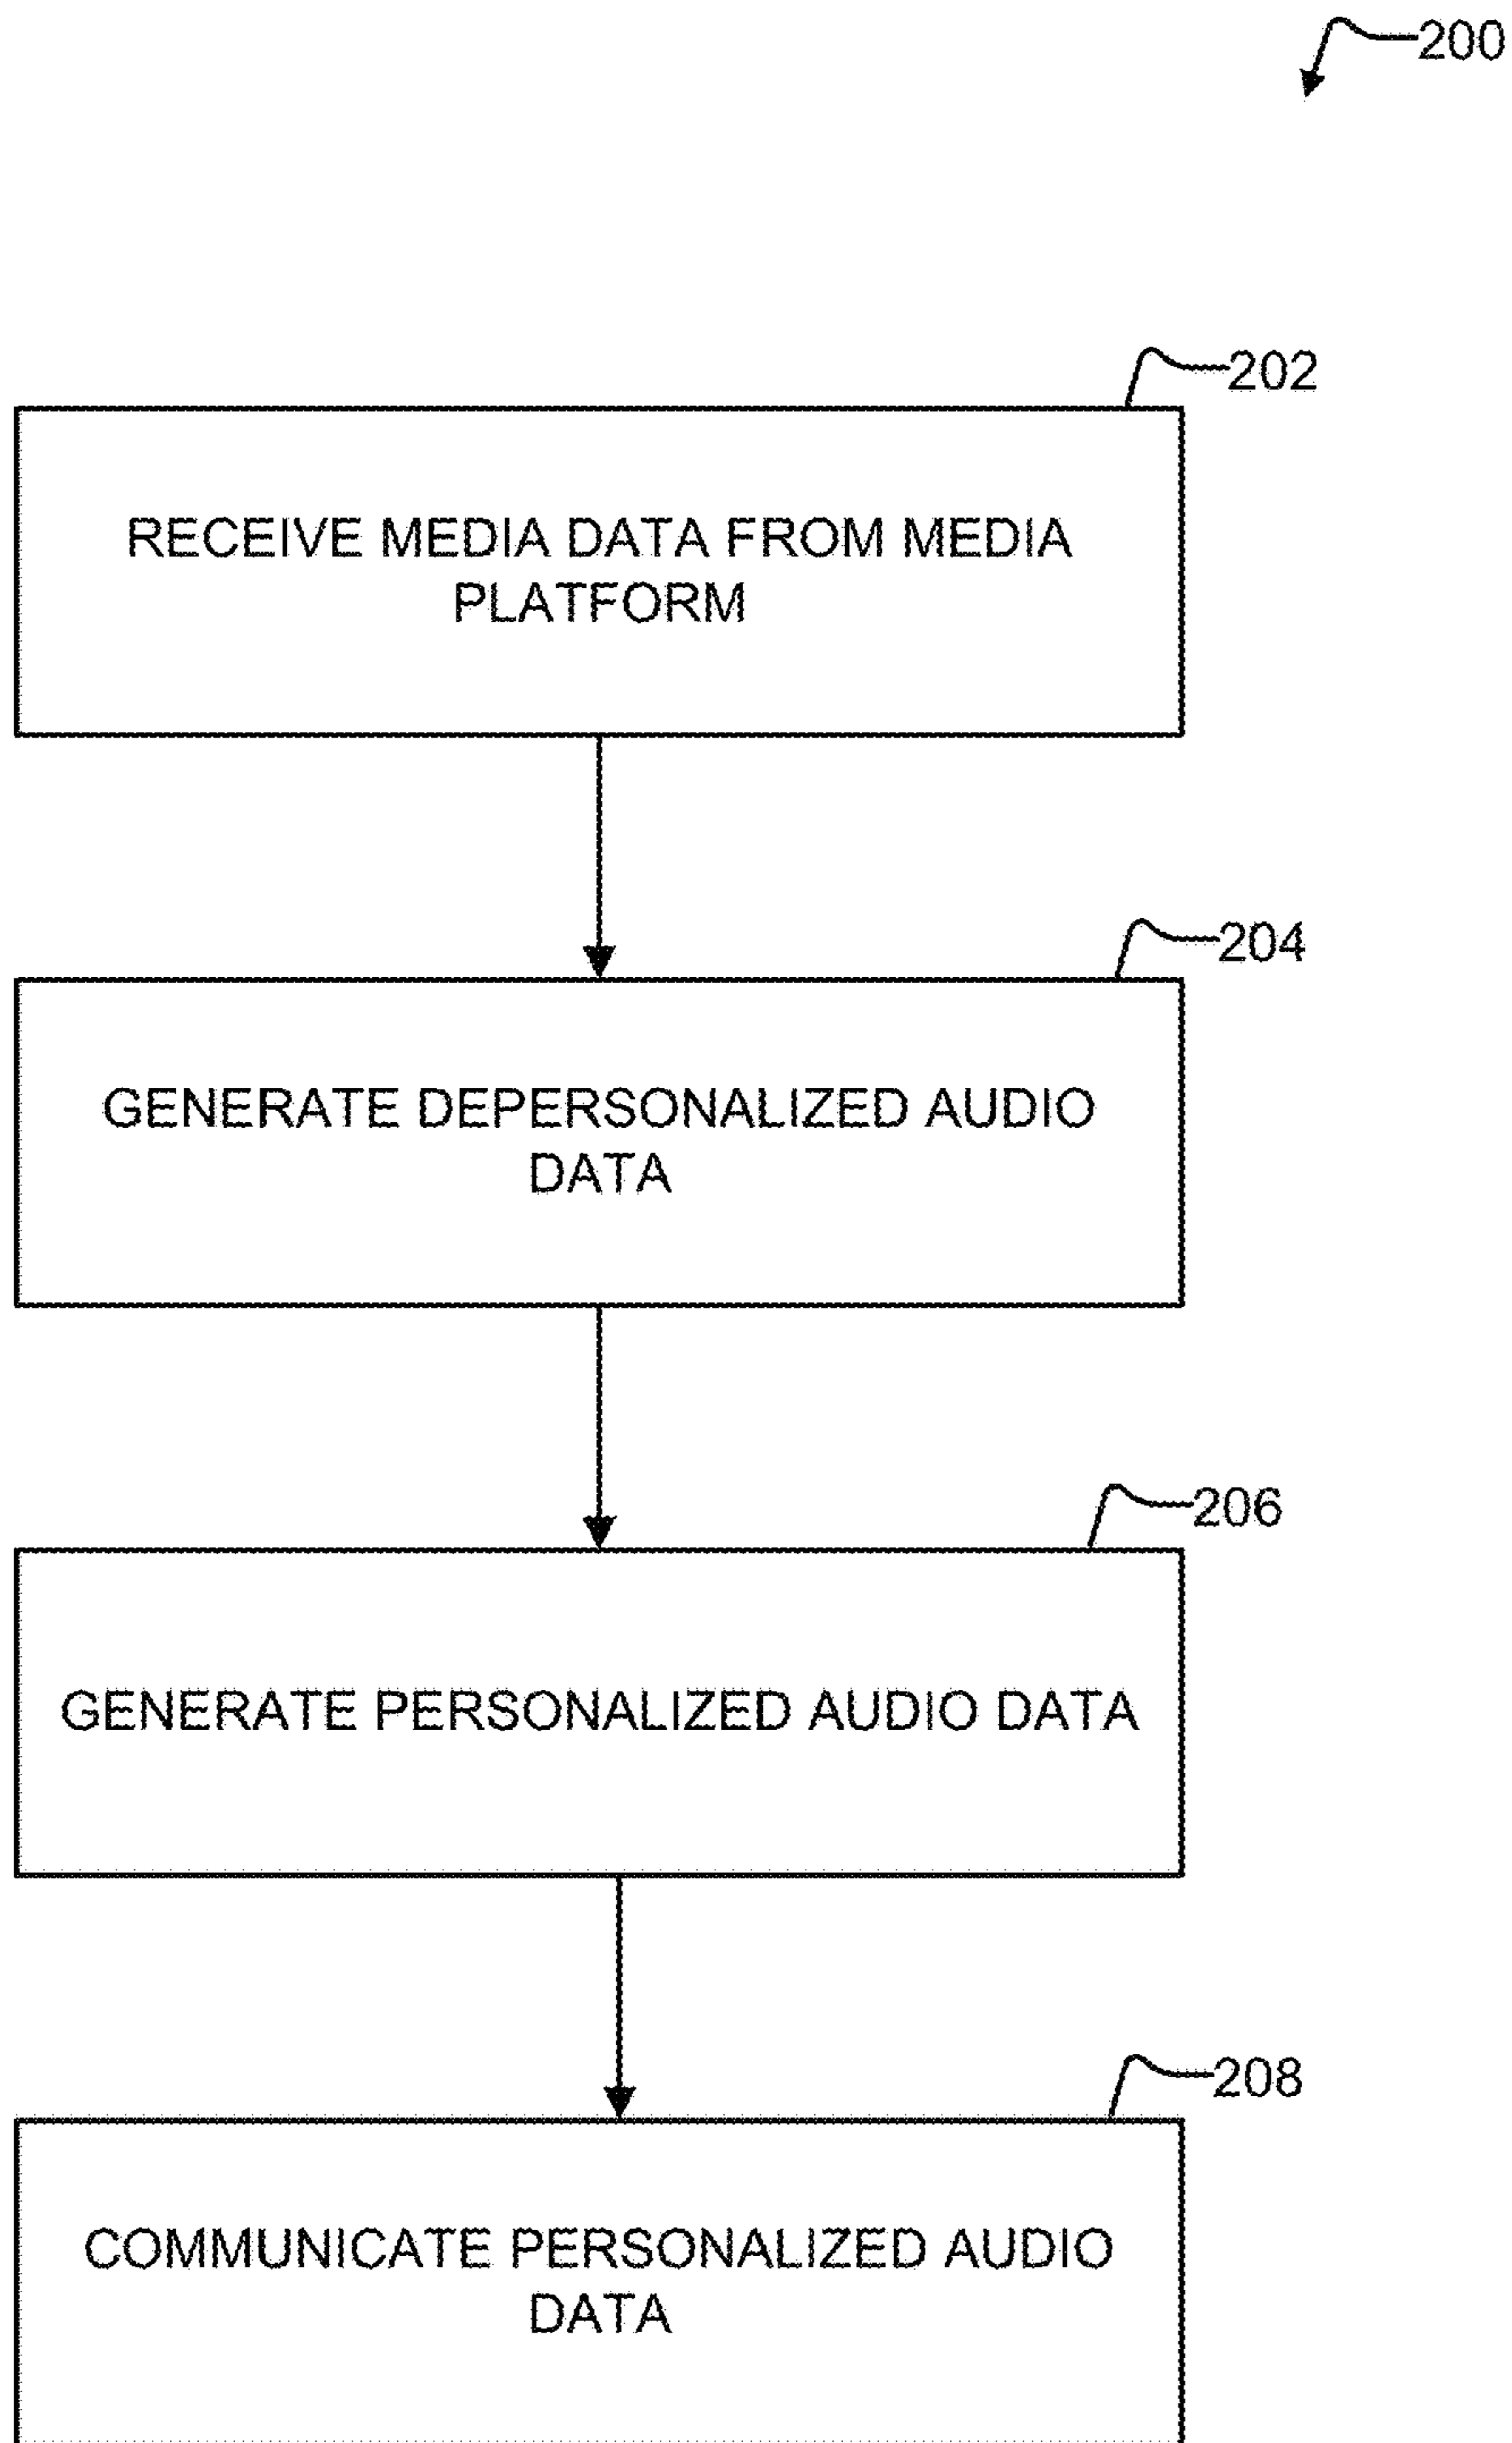 200
202
RECEIVE MEDIA DATA FROM MEDIA
PLATFORM
204
GENERATE DEPERSONALIZED AUDIO
DATA
206
GENERATE PERSONALIZED AUDIO DATA
208
COMMUNICATE PERSONALIZED AUDIO
DATA